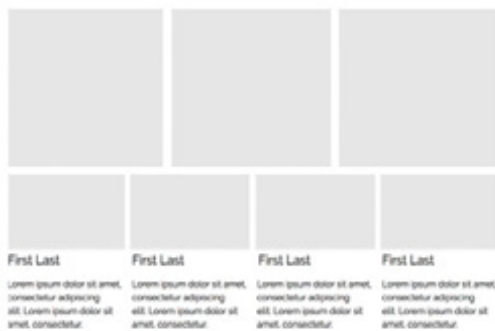 First Last
First Last
First Last
First Last
Lorem ipsum dolor sit amet,
consectetur adipiscing
elit. Lorem ipsum dolor sit
amet, consectetur.
Lorem ipsum dolor sit amet,
consectetur adipiscing
elit. Lorem ipsum dolor sit
amet, consectetur.
Lorem ipsum dolor sit amet,
consectetur adipiscing
elit. Lorem ipsum dolor sit
amet, consectetur.
Lorem ipsum dolor sit amet,
consectetur adipiscing
elit. Lorem ipsum dolor sit
amet, consectetur.